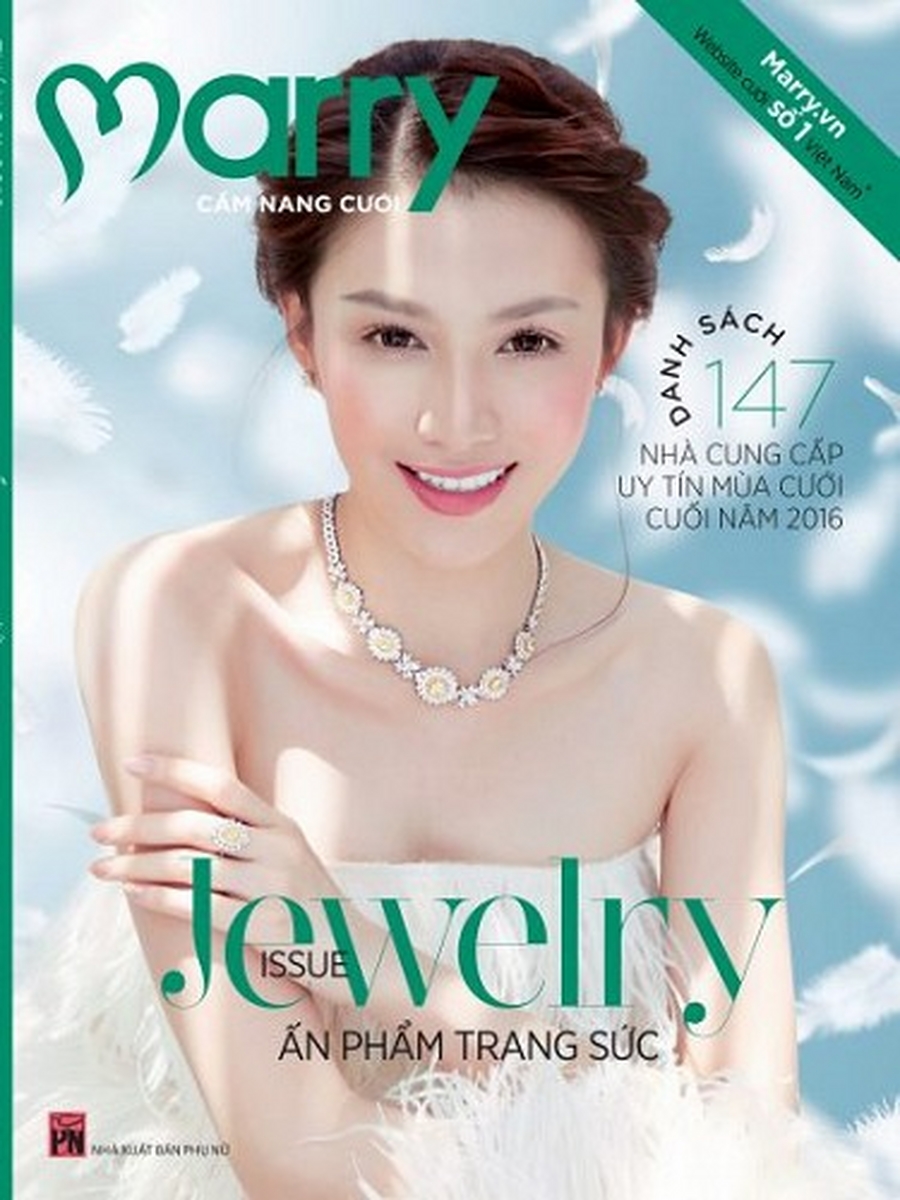 Marry
CẨM NANG CƯỚI
Marry.vn
Website cưới số 1 Việt Nam
DANH SÁCH
147
NHÀ CUNG CẤP
UY TÍN MÙA CƯỚI
CUỐI NĂM 2016
Jewelry
ISSUE
ẤN PHẨM TRANG SỨC
PN
NHÀ XUẤT BẢN PHỤ NỮ